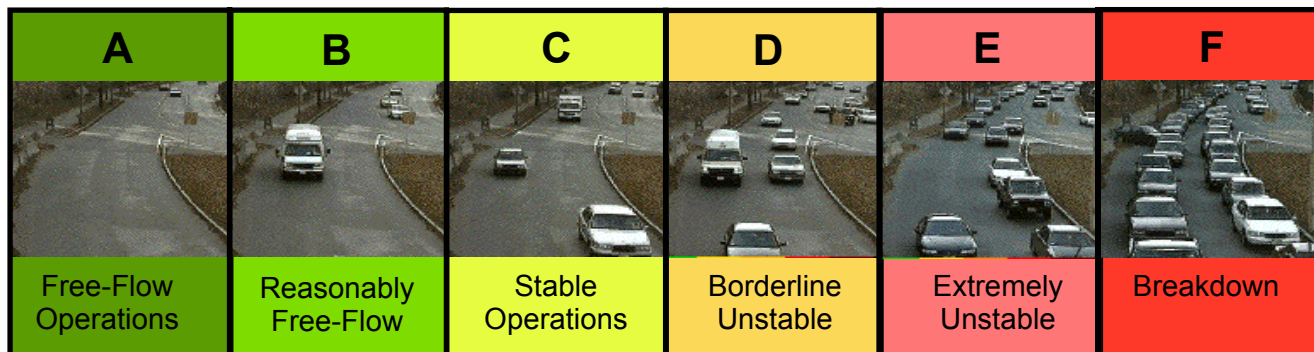 A
B
C
D
E
F
Free-Flow
Operations
Reasonably
Free-Flow
Stable
Operations
Borderline
Unstable
Extremely
Unstable
Breakdown